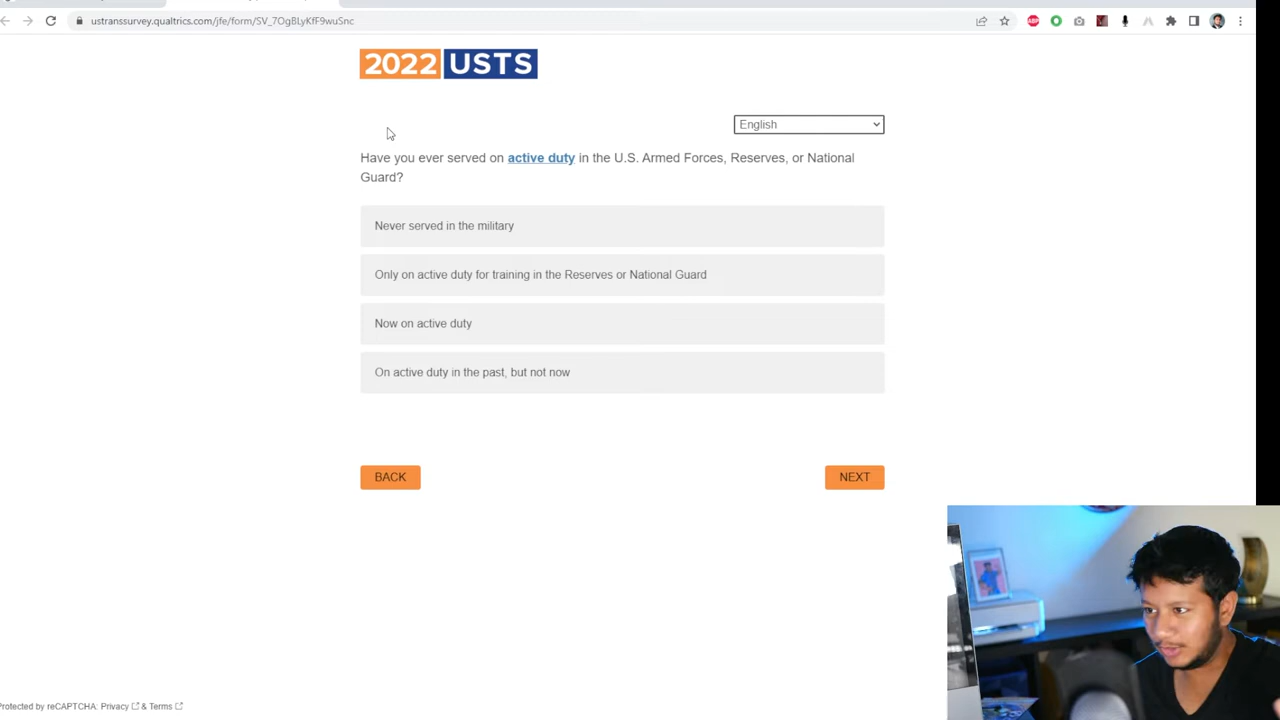 ustranssurvey.qualtrics.com/jfe/form/SV_7Og8LyKfF9wuSnc
ABP
2022 USTS
English
Have you ever served on active duty in the U.S. Armed Forces, Reserves, or National
Guard?
Never served in the military
Only on active duty for training in the Reserves or National Guard
Now on active duty
On active duty in the past, but not now
BACK
NEXT
Protected by reCAPTCHA: Privacy & Terms